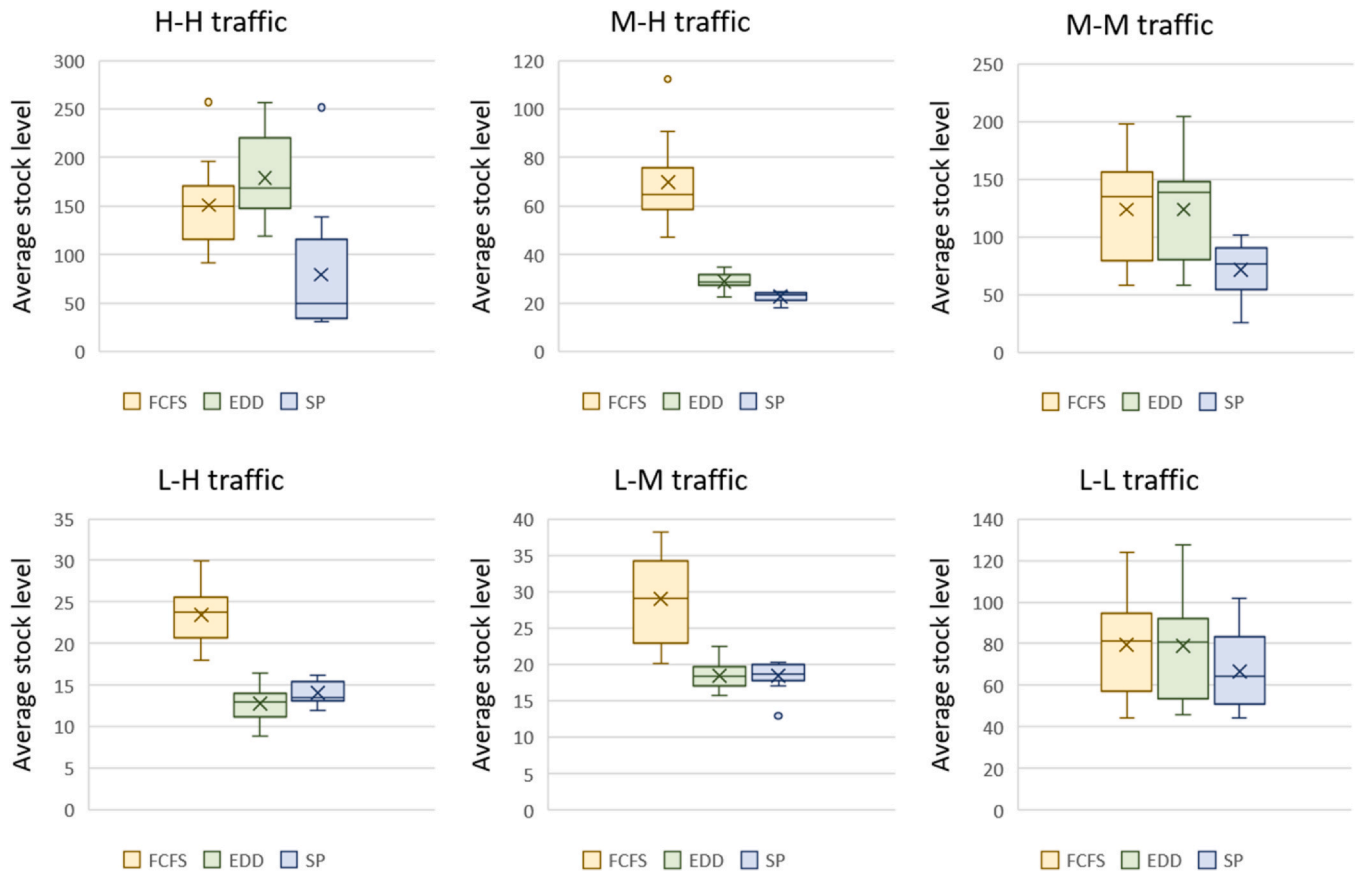 H-H traffic
Average stock level
300
250
200
150
100
50
0
FCFS EDD SP
M-H traffic
Average stock level
120
100
80
60
40
20
0
FCFS EDD SP
M-M traffic
Average stock level
250
200
150
100
50
0
FCFS EDD SP
L-H traffic
Average stock level
35
30
25
20
15
10
5
0
FCFS EDD SP
L-M traffic
Average stock level
40
35
30
25
20
15
10
5
0
FCFS EDD SP
L-L traffic
Average stock level
140
120
100
80
60
40
20
0
FCFS EDD SP